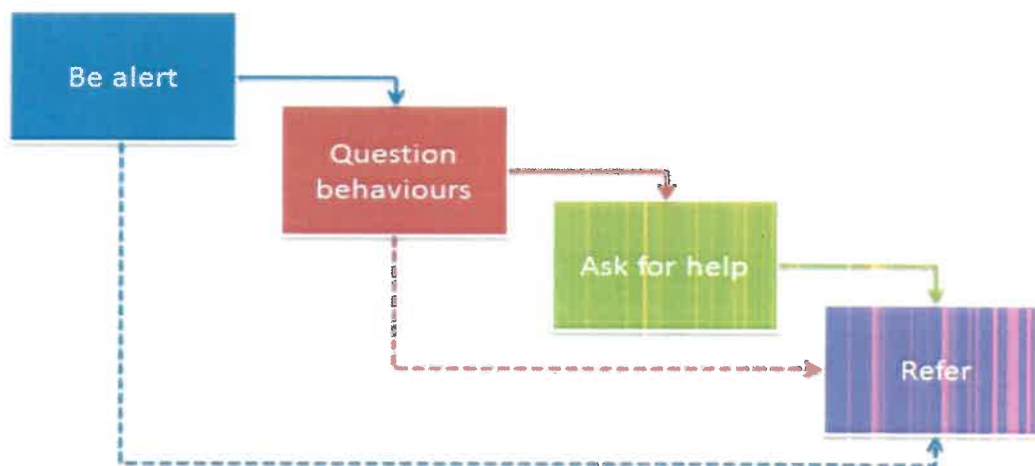 Be alert
Question
behaviours
Ask for help
Refer